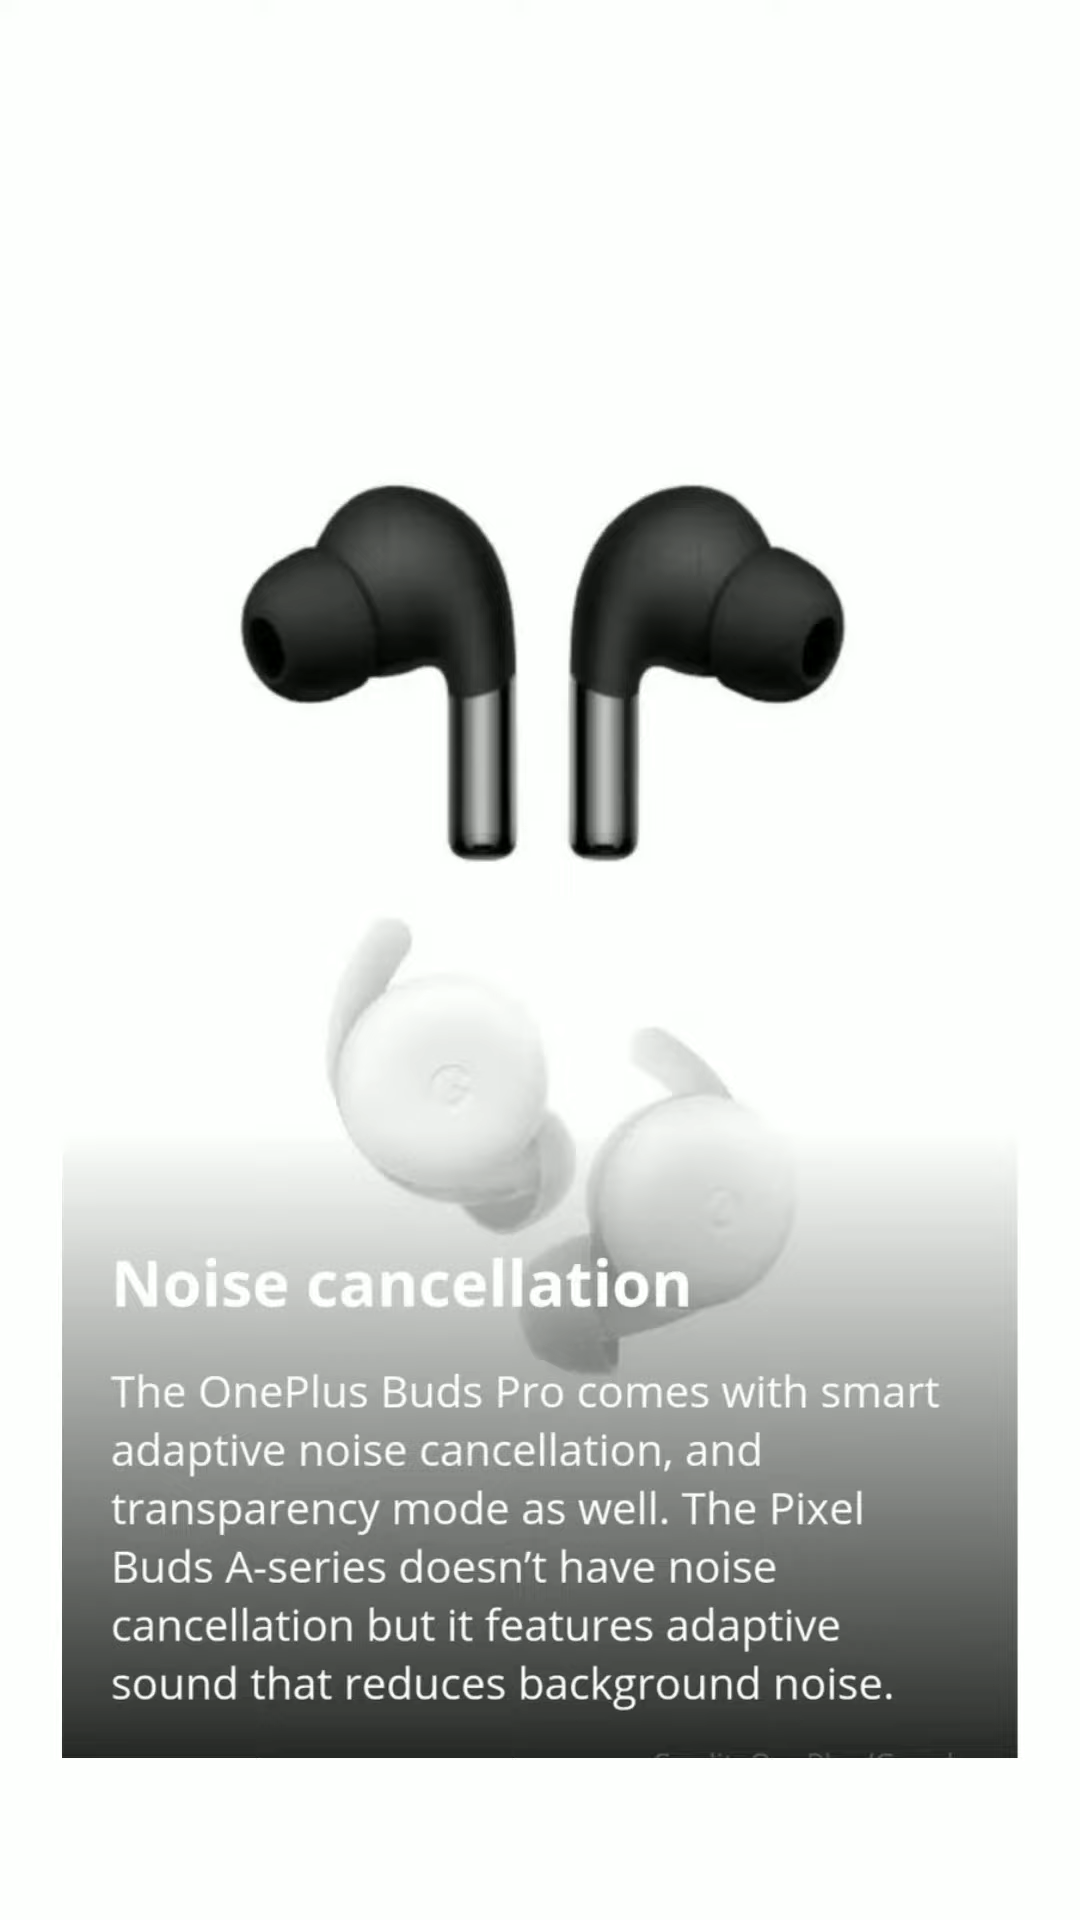 Noise cancellation
The OnePlus Buds Pro comes with smart
adaptive noise cancellation, and
transparency mode as well. The Pixel
Buds A-series doesn’t have noise
cancellation but it features adaptive
sound that reduces background noise.